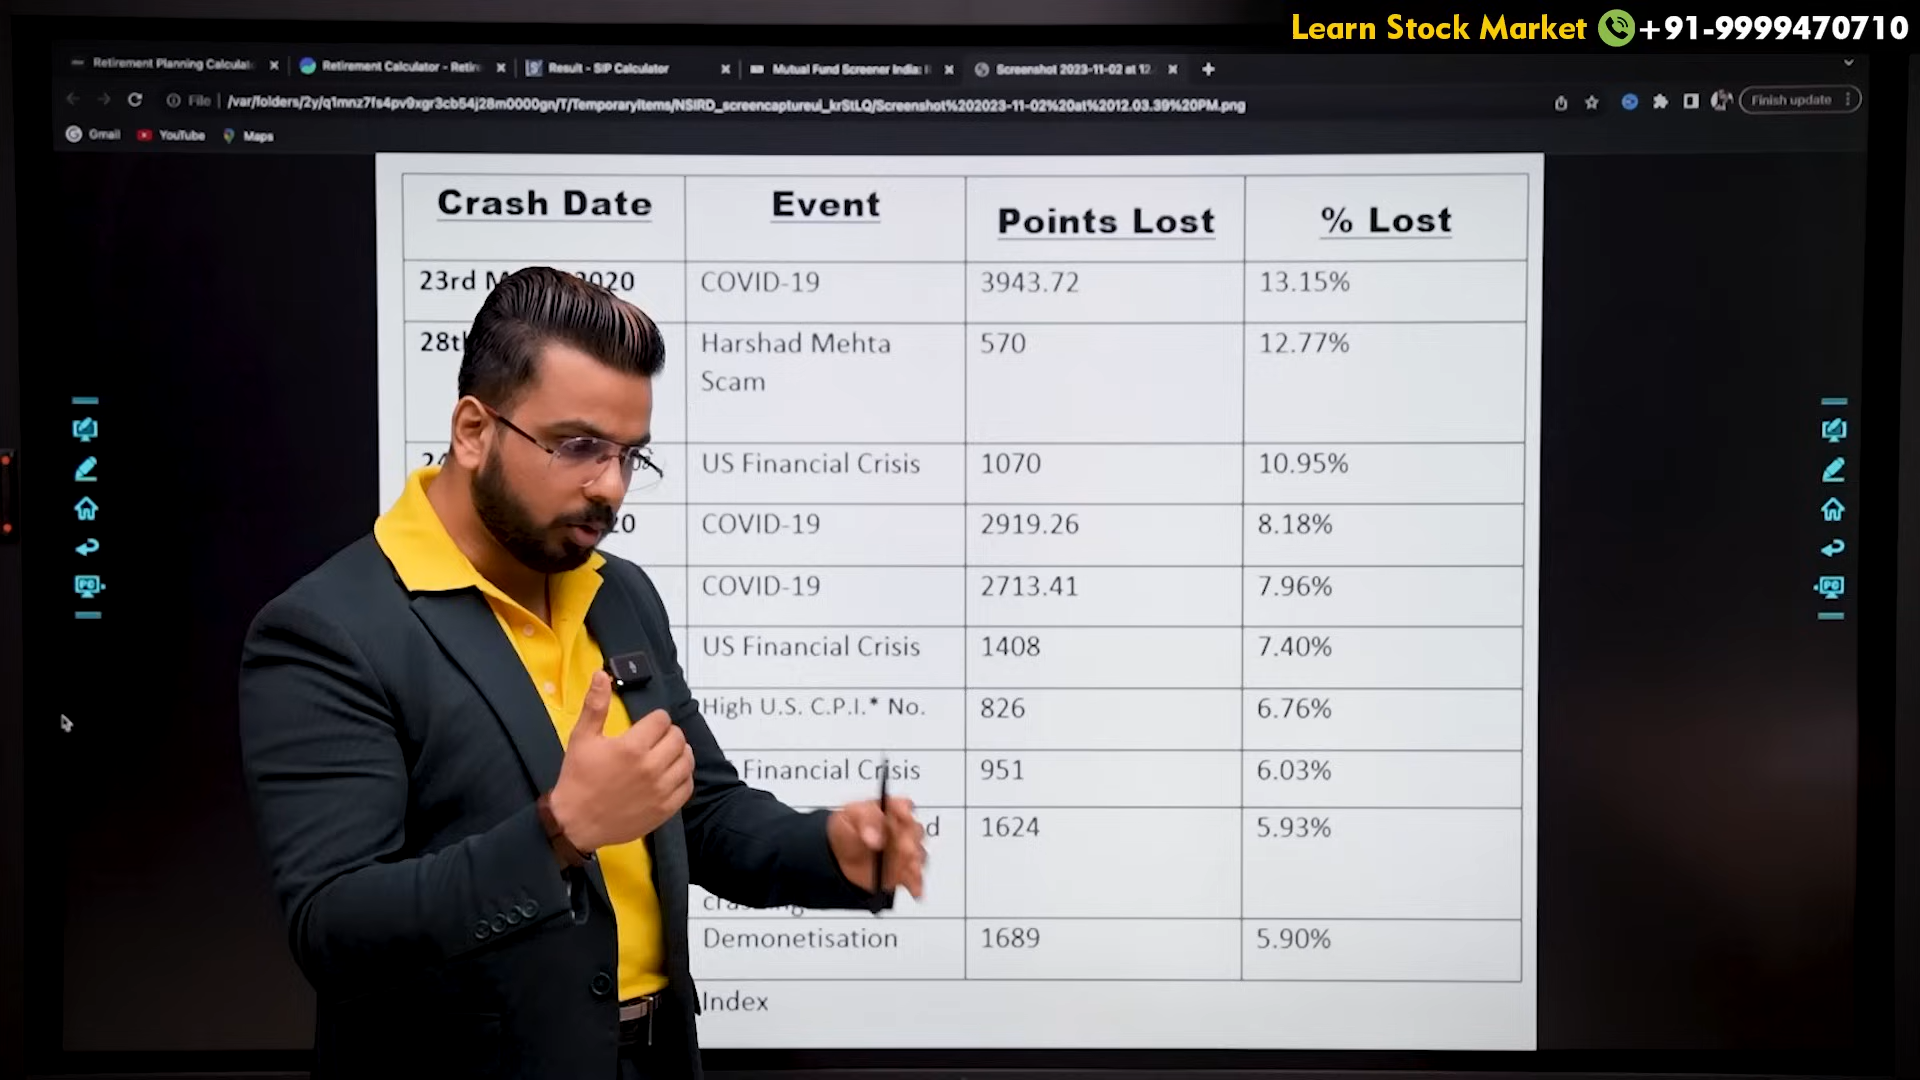 Learn Stock Market +91-9999470710
Retirement Planning Calculat
Retirement Calculator - Retir
Result - SIP Calculator
Mutual Fund Screener India:
Screenshot 2023-11-02 at 12.
File /var/folders/2y/q1mnz7fs4pv9xgr3cb54j28m0000gn/T/TemporaryItems/NSIRD_screencaptureui_krStLQ/Screenshot%202023-11-02%20at%2012.03.39%20PM.png
Finish update
Gmail YouTube Maps
Crash Date Event Points Lost % Lost
23rd 2020 COVID-19 3943.72 13.15%
28th Harshad Mehta 570 12.77%
Scam
US Financial Crisis 1070 10.95%
COVID-19 2919.26 8.18%
COVID-19 2713.41 7.96%
US Financial Crisis 1408 7.40%
High U.S. C.P.I.* No. 826 6.76%
Financial Crisis 951 6.03%
1624 5.93%
Demonetisation 1689 5.90%
Index
PC
PC